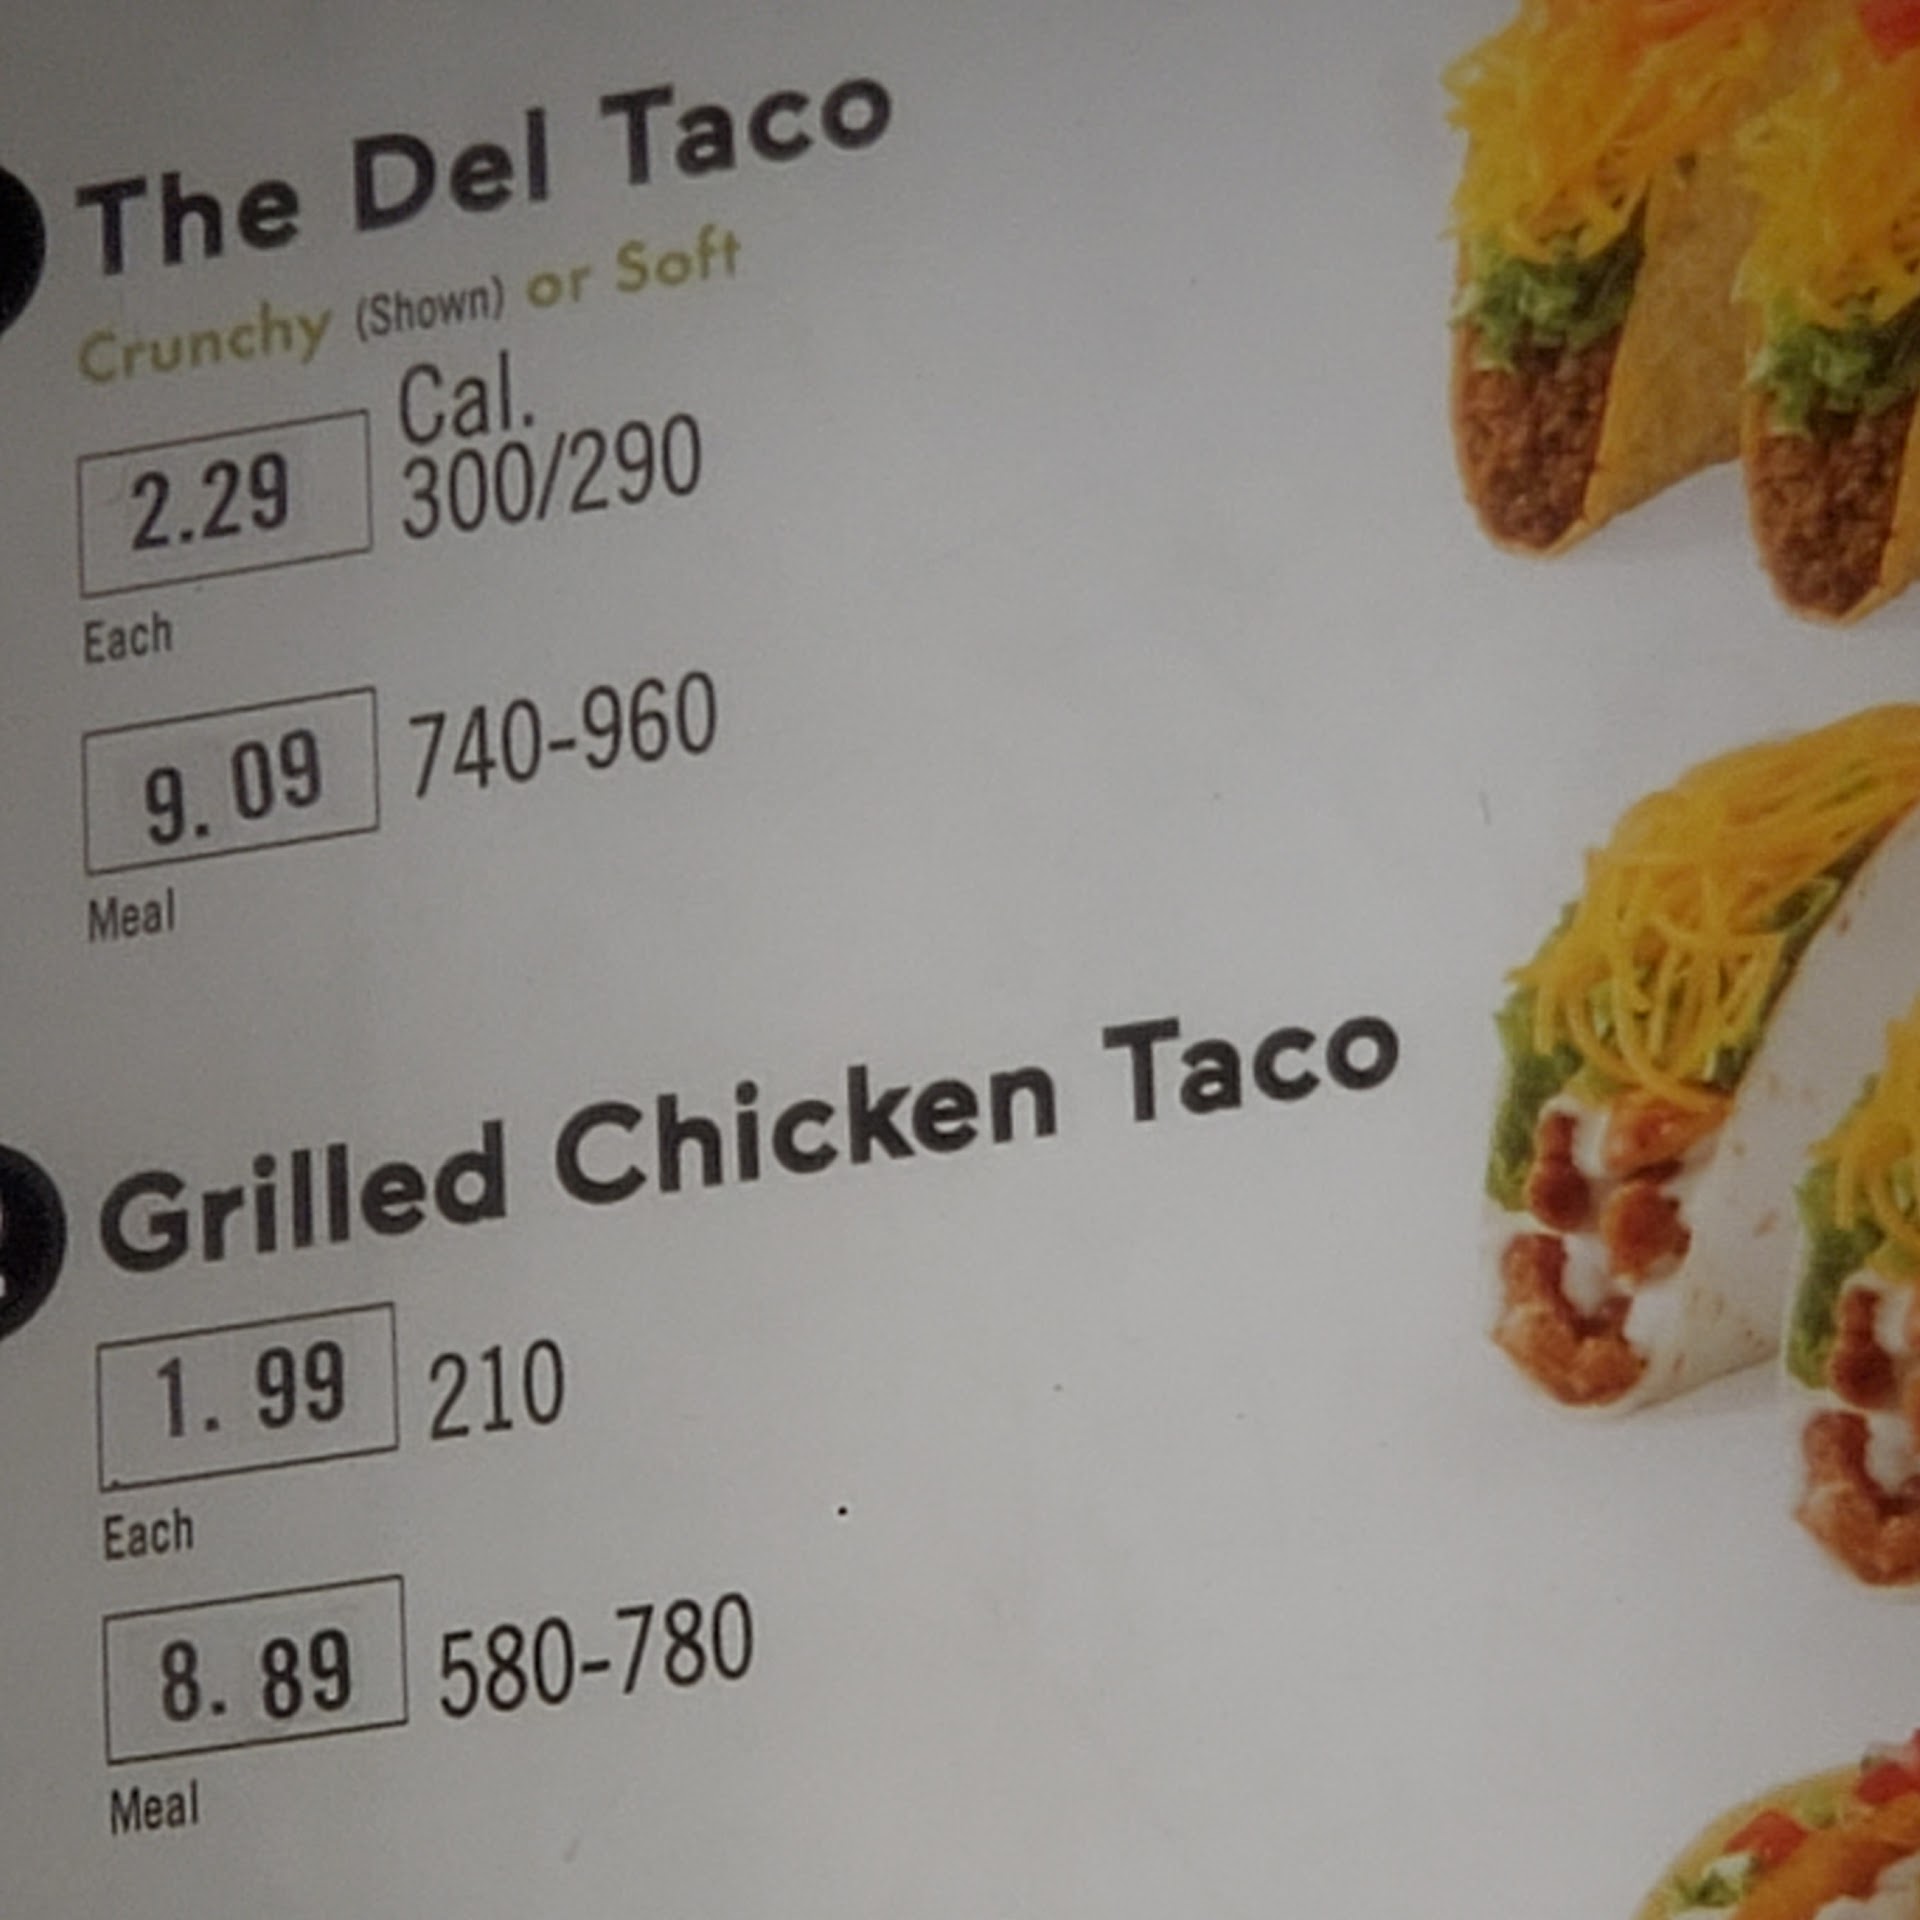 The Del Taco
Crunchy (Shown) or Soft
Cal.
2.29 300/290
Each
9.09 740-960
Meal
Grilled Chicken Taco
1.99 210
Each
8.89 580-780
Meal